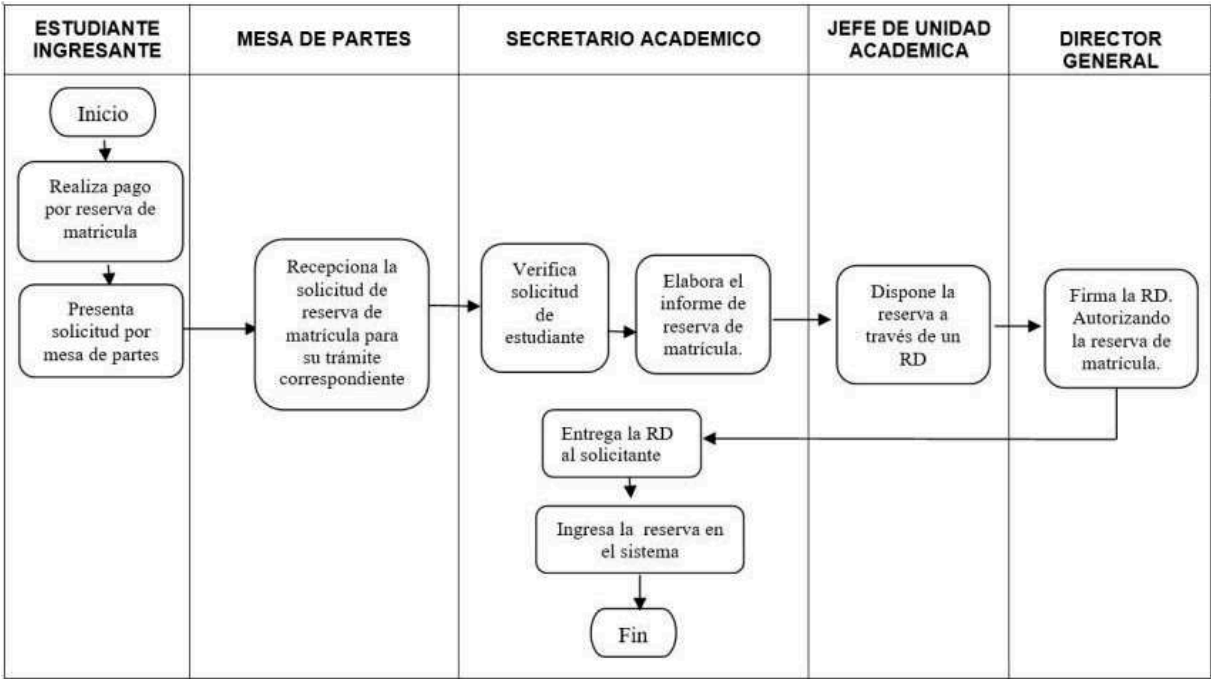 ESTUDIANTE
INGRESANTE
MESA DE PARTES
SECRETARIO ACADEMICO
JEFE DE UNIDAD
ACADEMICA
DIRECTOR
GENERAL
Inicio
Realiza pago
por reserva de
matricula
Presenta
solicitud por
mesa de partes
Recepciona la
solicitud de
reserva de
matrícula para
su trámite
correspondiente
Verifica
solicitud
de
estudiante
Elabora el
informe de
reserva de
matrícula.
Dispone la
reserva a
través de un
RD
Firma la RD.
Autorizando
la reserva de
matrícula.
Entrega la RD
al solicitante
Ingresa la reserva en
el sistema
Fin